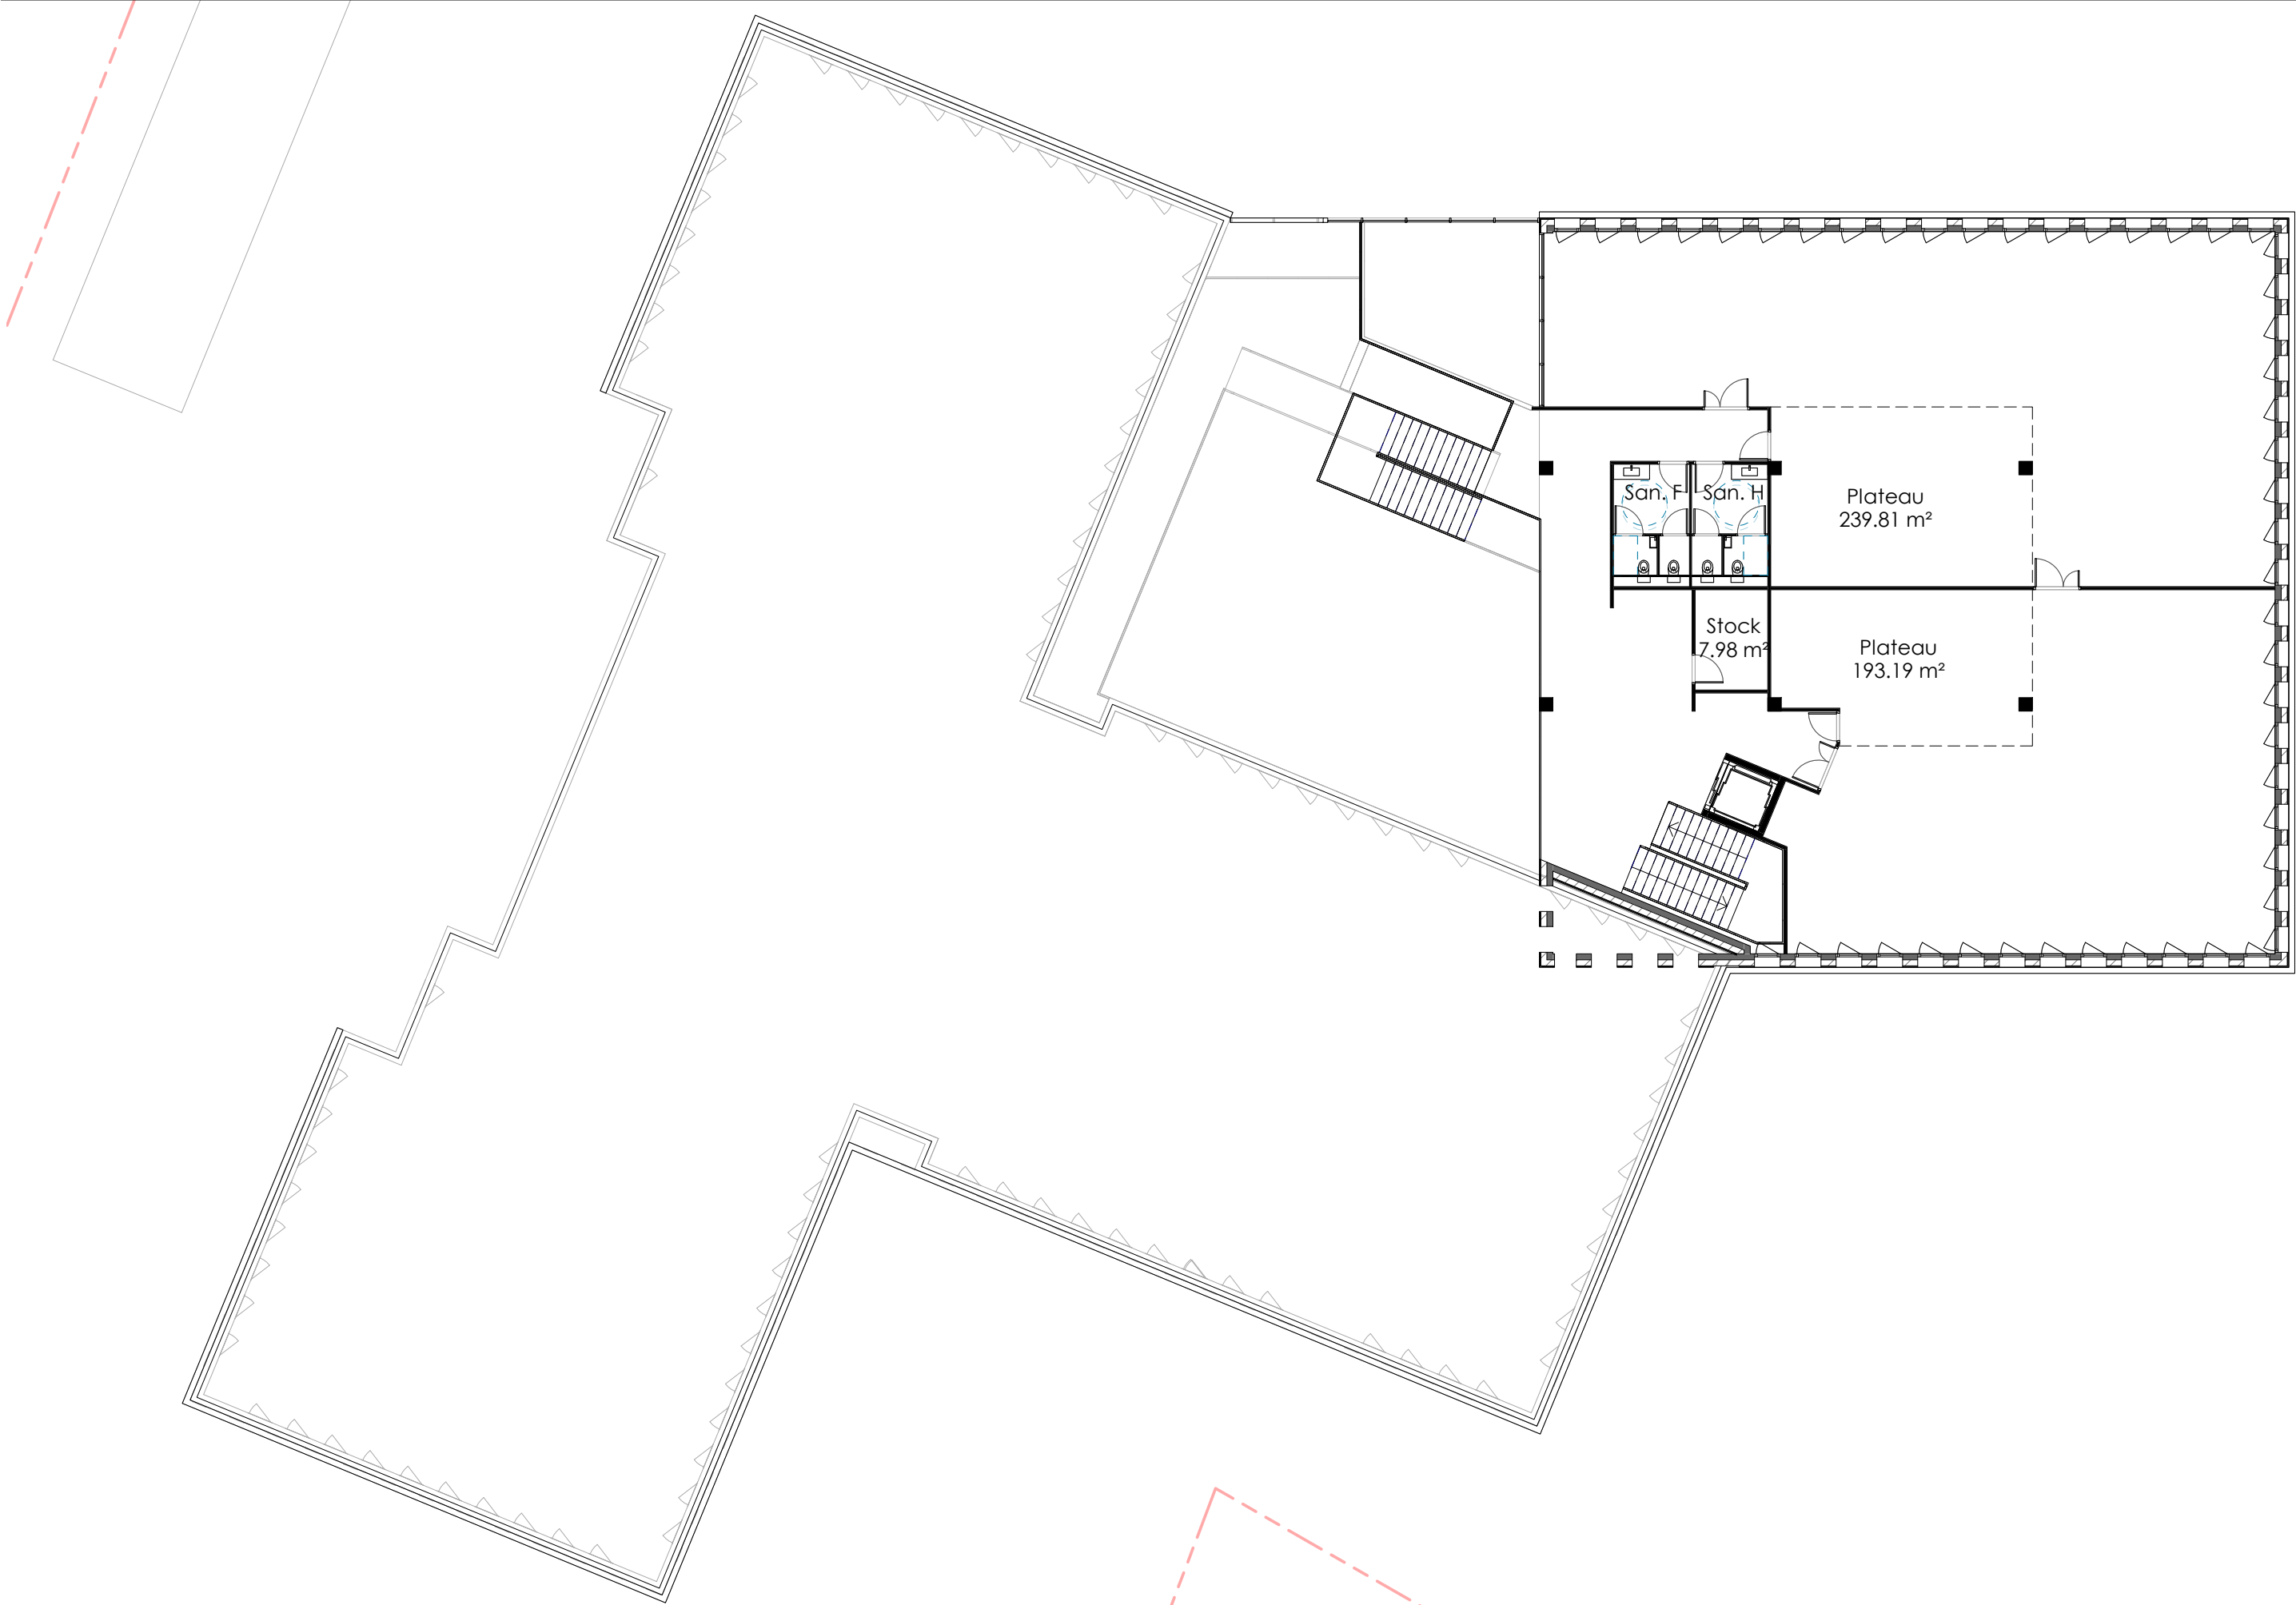 San. F
San. H
Plateau
239.81 m²
Stock
7.98 m²
Plateau
193.19 m²